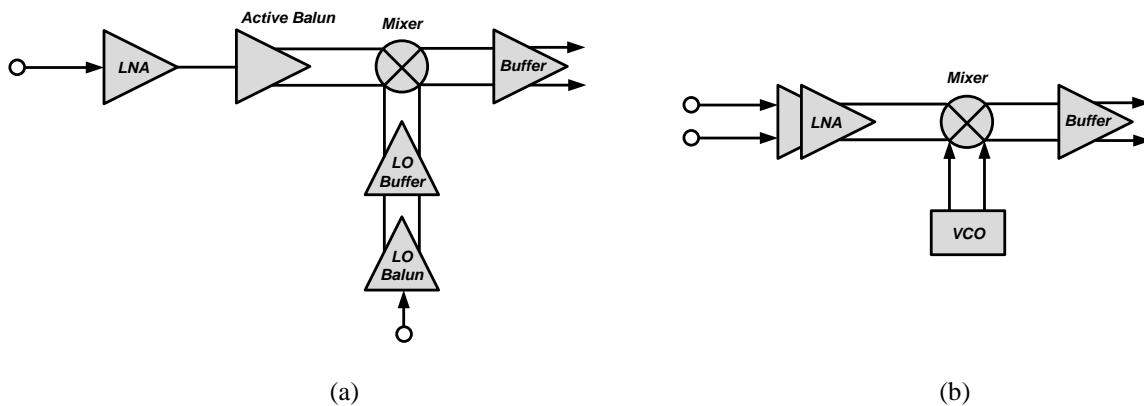 Active Balun
Mixer
LNA
Buffer
LO
Buffer
LO
Balun
(a)
Mixer
LNA
Buffer
VCO
(b)